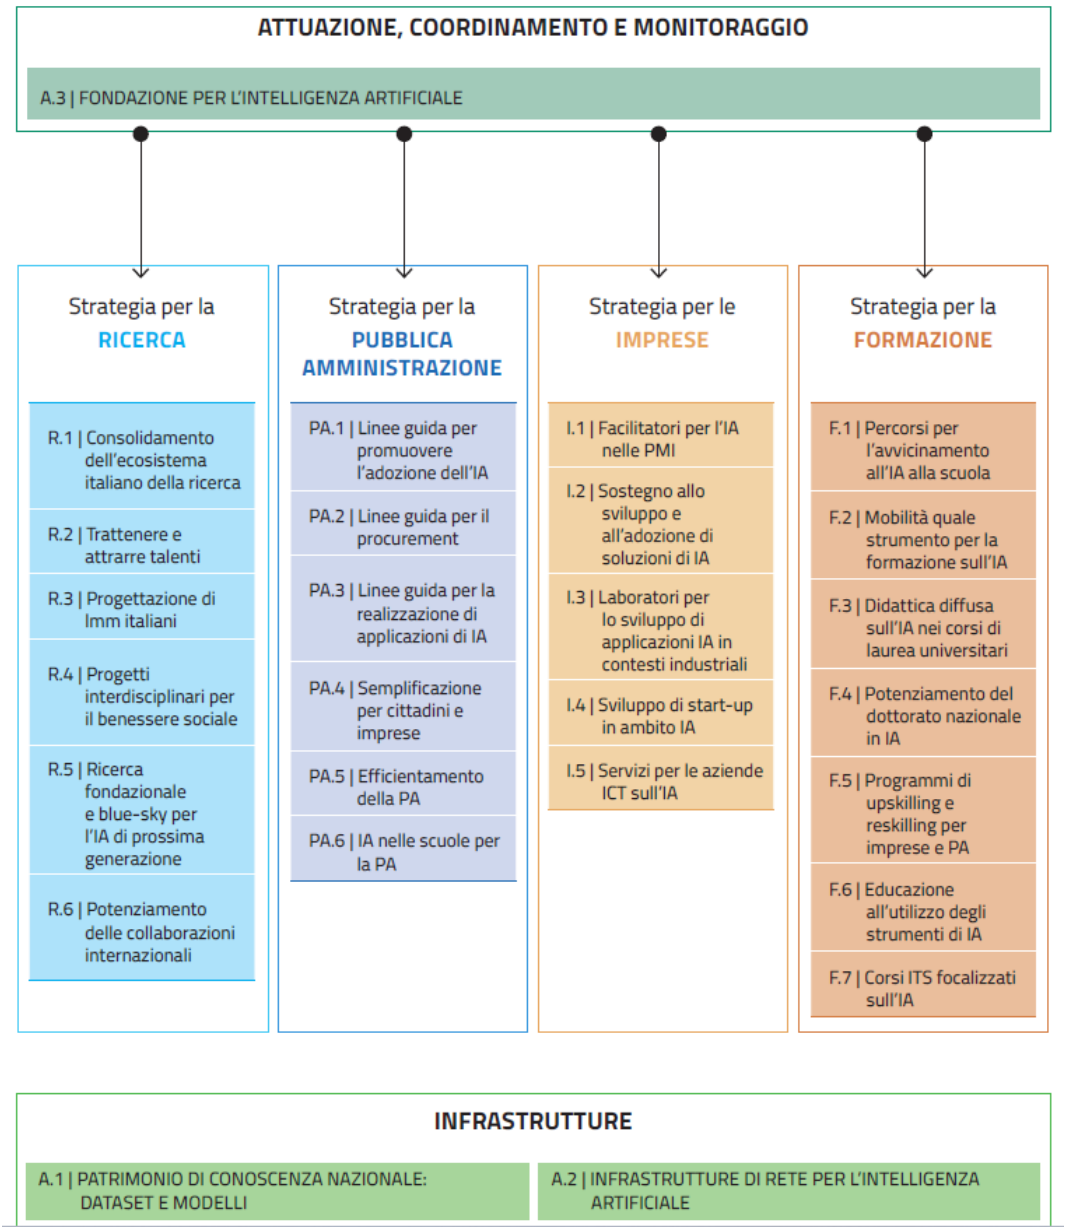 ATTUAZIONE, COORDINAMENTO E MONITORAGGIO
A.3 | FONDAZIONE PER L'INTELLIGENZA ARTIFICIALE
Strategia per la
RICERCA
R.1 | Consolidamento
dell'ecosistema
italiano della ricerca
R.2 | Trattenere e
attrarre talenti
R.3 | Progettazione di
lmm italiani
R.4 | Progetti
interdisciplinari per
il benessere sociale
R.5 | Ricerca
fondazionale
e blue-sky per
l'IA di prossima
generazione
R.6 | Potenziamento
delle collaborazioni
internazionali
Strategia per la
PUBBLICA
AMMINISTRAZIONE
PA.1 | Linee guida per
promuovere
l'adozione dell'IA
PA.2 | Linee guida per il
procurement
PA.3 | Linee guida per la
realizzazione di
applicazioni di IA
PA.4 | Semplificazione
per cittadini e
imprese
PA.5 | Efficientamento
della PA
PA.6 | IA nelle scuole per
la PA
Strategia per le
IMPRESE
I.1 | Facilitatori per l'IA
nelle PMI
I.2 | Sostegno allo
sviluppo e
all'adozione di
soluzioni di IA
I.3 | Laboratori per
lo sviluppo di
applicazioni IA in
contesti industriali
I.4 | Sviluppo di start-up
in ambito IA
I.5 | Servizi per le aziende
ICT sull'IA
Strategia per la
FORMAZIONE
F.1 | Percorsi per
l'avvicinamento
all'IA alla scuola
F.2 | Mobilità quale
strumento per la
formazione sull'IA
F.3 | Didattica diffusa
sull'IA nei corsi di
laurea universitari
F.4 | Potenziamento del
dottorato nazionale
in IA
F.5 | Programmi di
upskilling e
reskilling per
imprese e PA
F.6 | Educazione
all'utilizzo degli
strumenti di IA
F.7 | Corsi ITS focalizzati
sull'IA
INFRASTRUTTURE
A.1 | PATRIMONIO DI CONOSCENZA NAZIONALE:
DATASET E MODELLI
A.2 | INFRASTRUTTURE DI RETE PER L'INTELLIGENZA
ARTIFICIALE